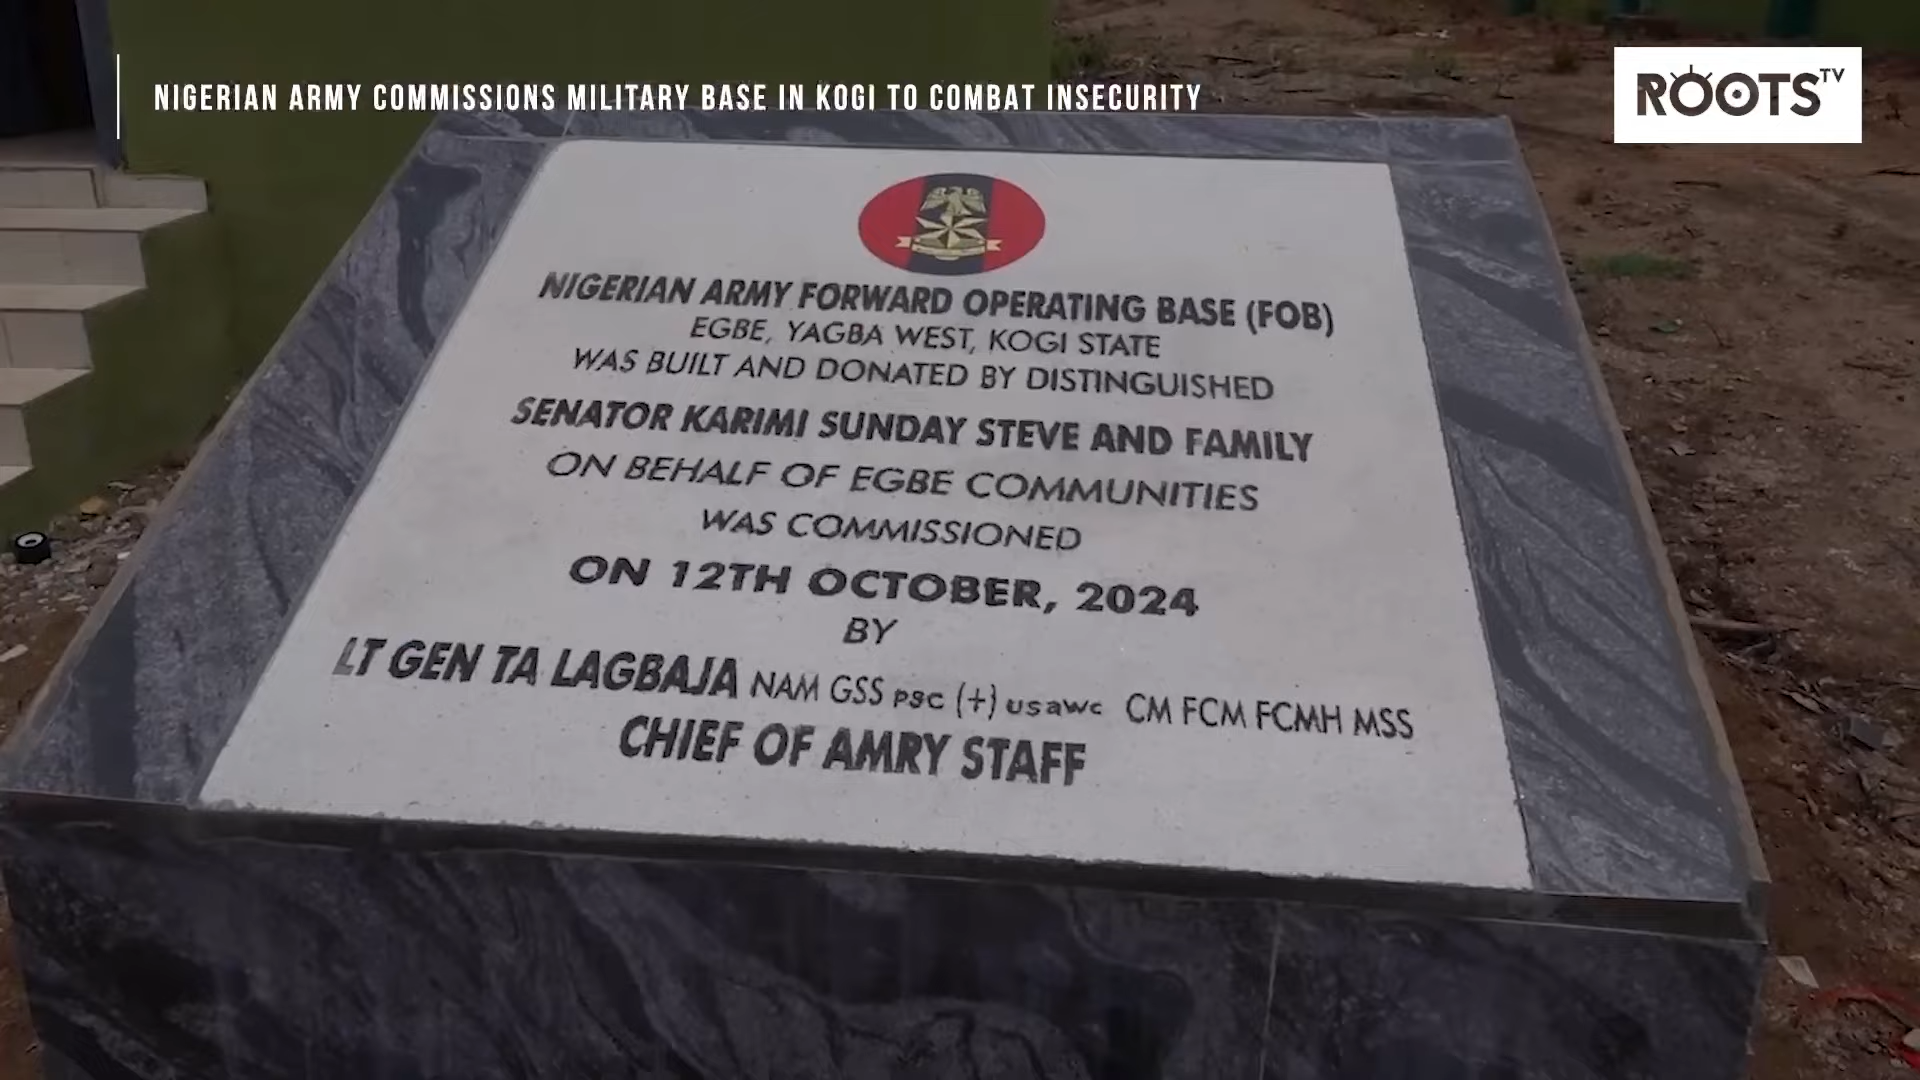 NIGERIAN ARMY COMMISSIONS MILITARY BASE IN KOGI TO COMBAT INSECURITY
ROOTS TV
NIGERIAN ARMY FORWARD OPERATING BASE (FOB)
EGBE, YAGBA WEST, KOGI STATE
WAS BUILT AND DONATED BY DISTINGUISHED
SENATOR KARIMI SUNDAY STEVE AND FAMILY
ON BEHALF OF EGBE COMMUNITIES
WAS COMMISSIONED
ON 12TH OCTOBER, 2024
BY
LT GEN TA LAGBAJA NAM GSS psc (+) usawc CM FCM FCMH MSS
CHIEF OF AMRY STAFF